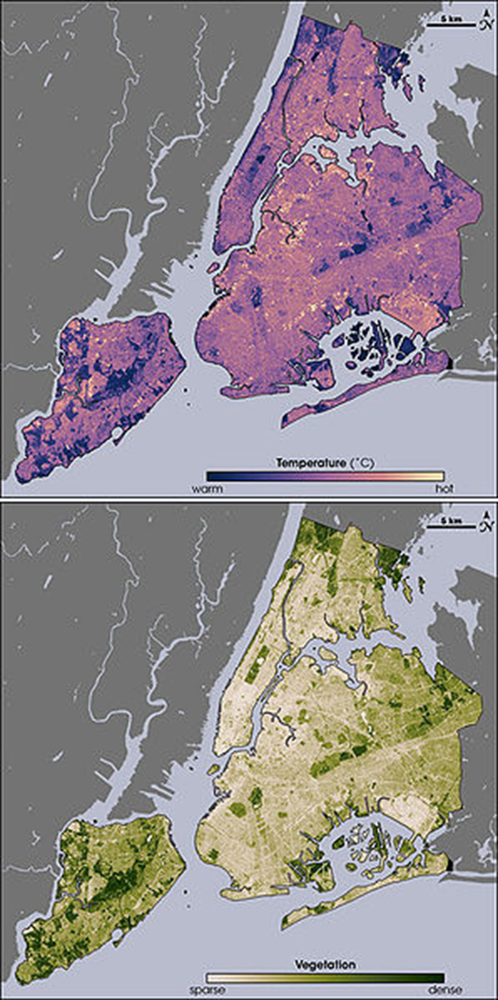 N
5 km
Temperature (°C)
warm hot
N
5 km
Vegetation
sparse dense